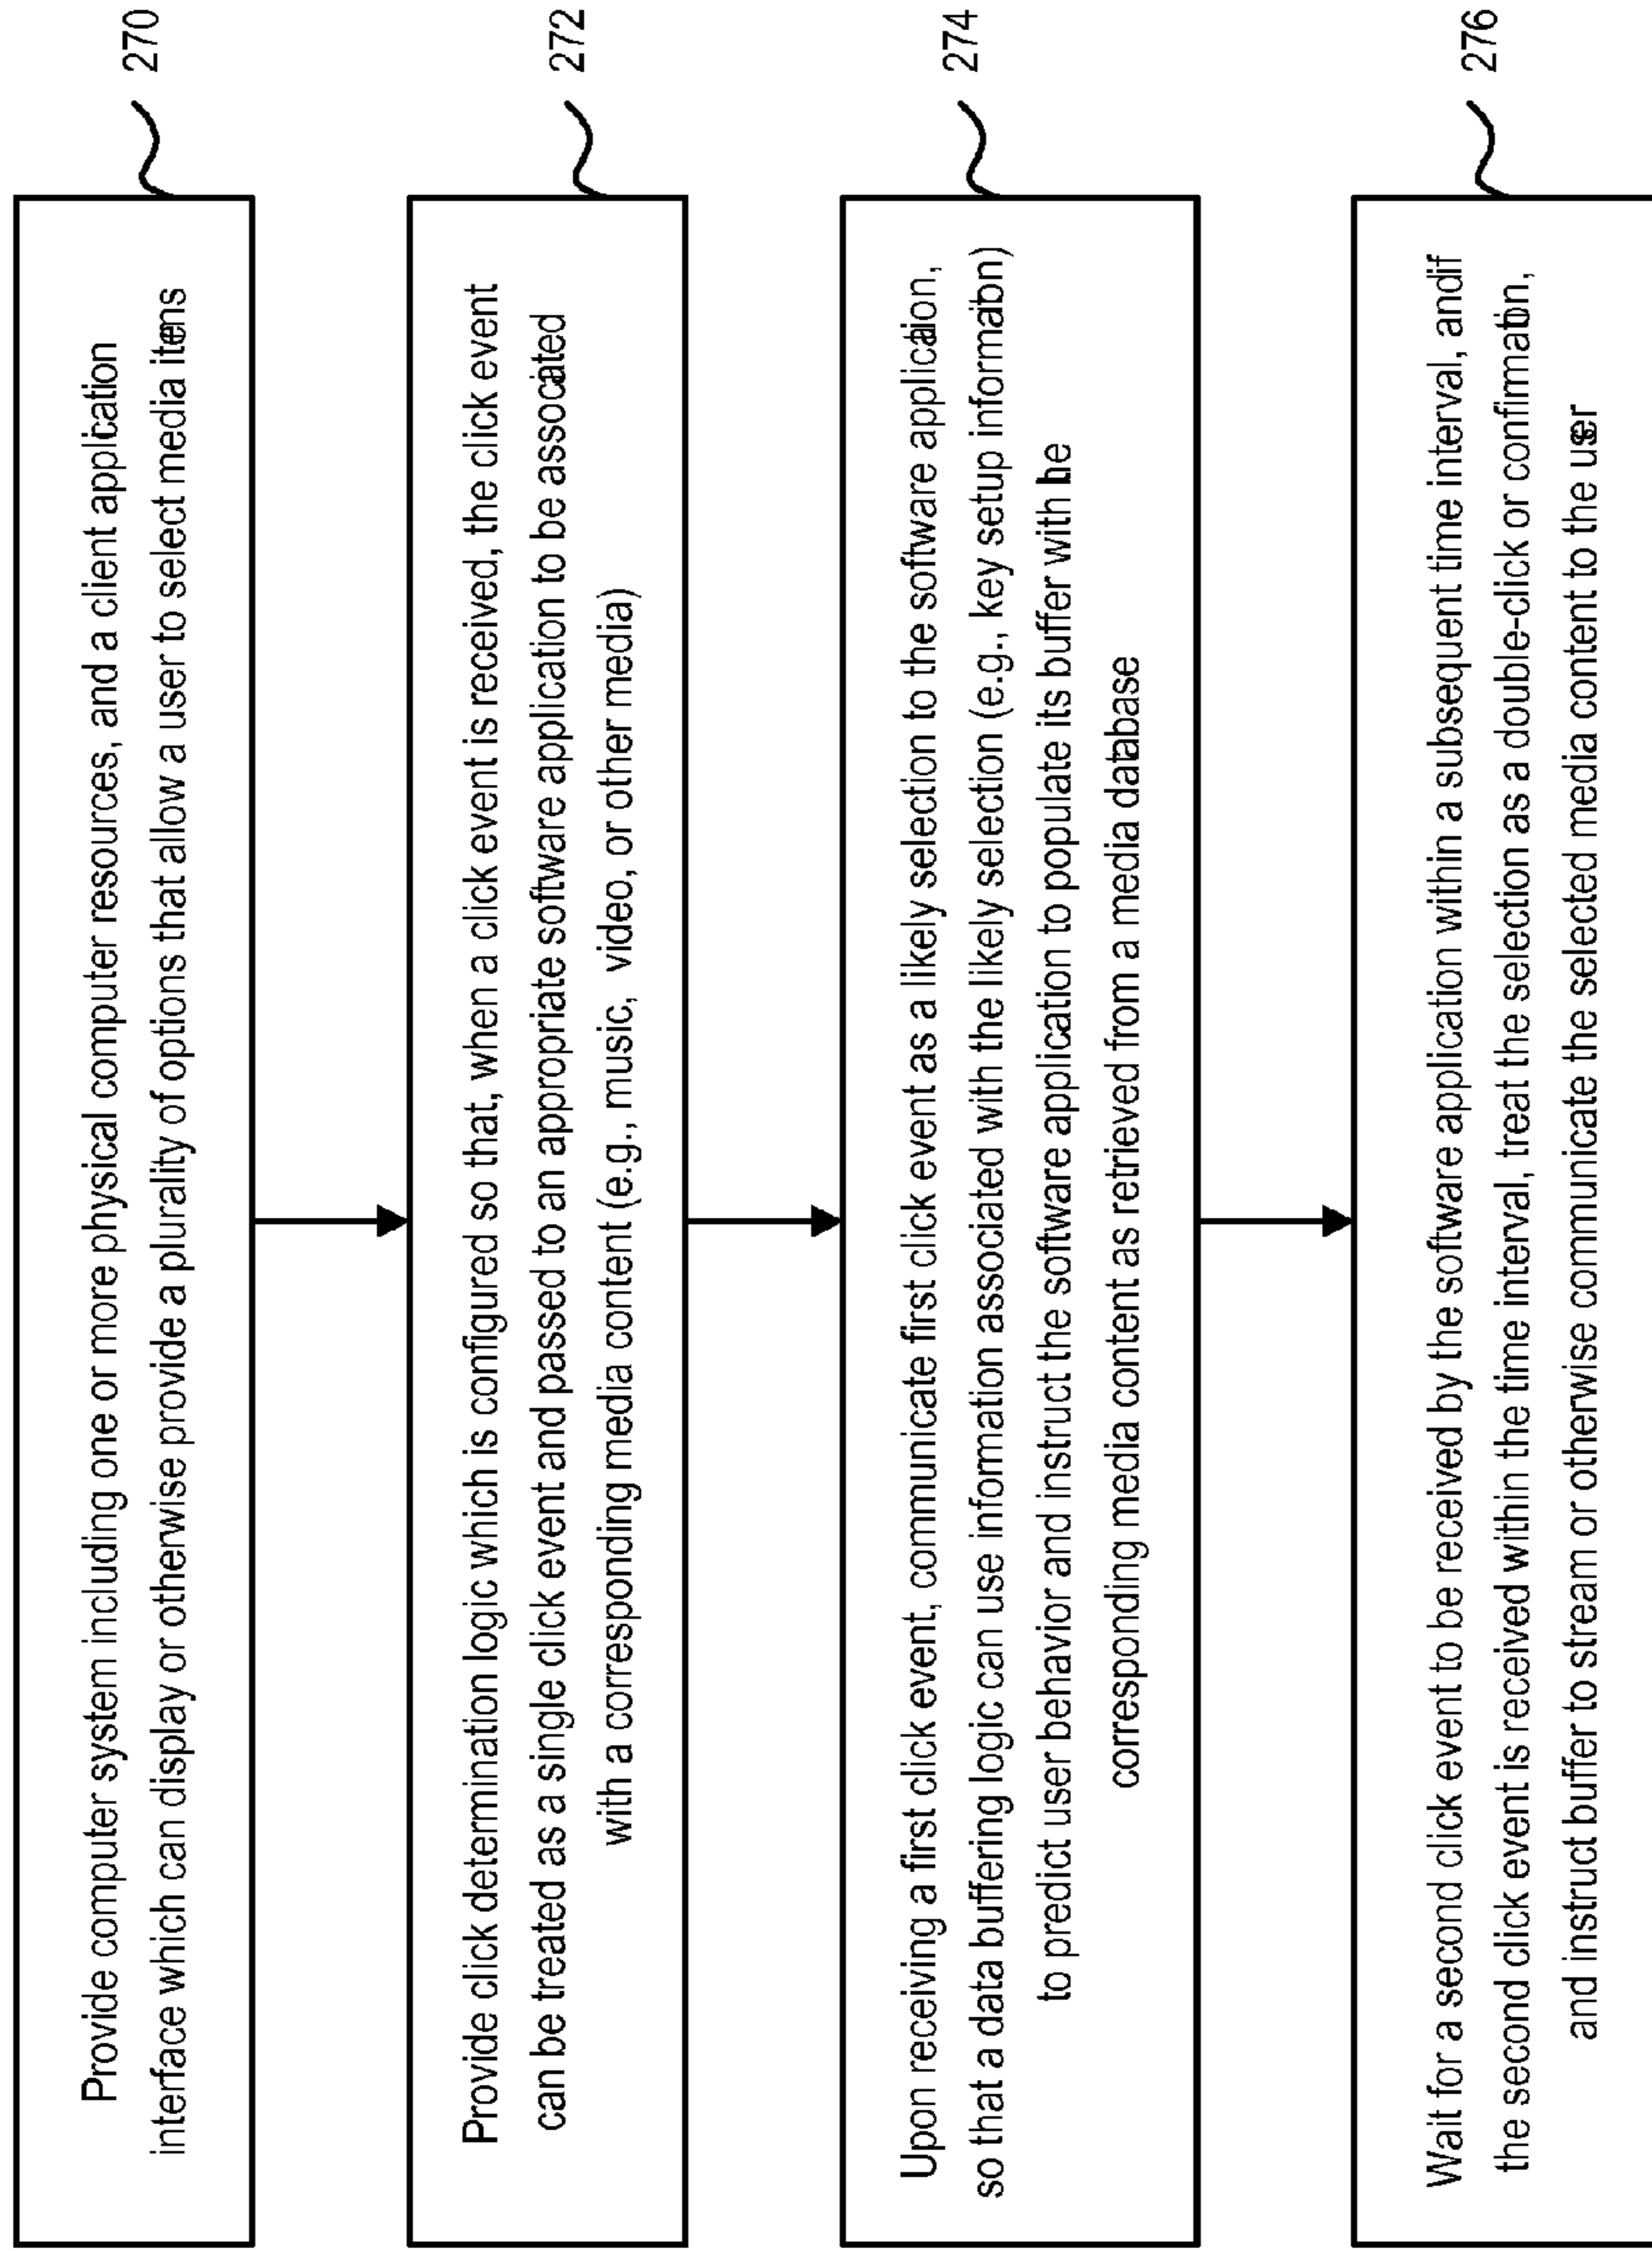 Provide computer system including one or more physical computer resources, and a client application
interface which can display or otherwise provide a plurality of options that allow a user to select media items
270
Provide click determination logic which is configured so that, when a click event is received, the click event
can be treated as a single click event and passed to an appropriate software application to be associated
with a corresponding media content (e.g., music, video, or other media)
272
Upon receiving a first click event, communicate first click event as a likely selection to the software application,
so that a data buffering logic can use information associated with the likely selection (e.g., key setup information)
to predict user behavior and instruct the software application to populate its buffer with the
corresponding media content as retrieved from a media database
274
Wait for a second click event to be received by the software application within a subsequent time interval, and if
the second click event is received within the time interval, treat the selection as a double-click or confirmation,
and instruct buffer to stream or otherwise communicate the selected media content to the user
276